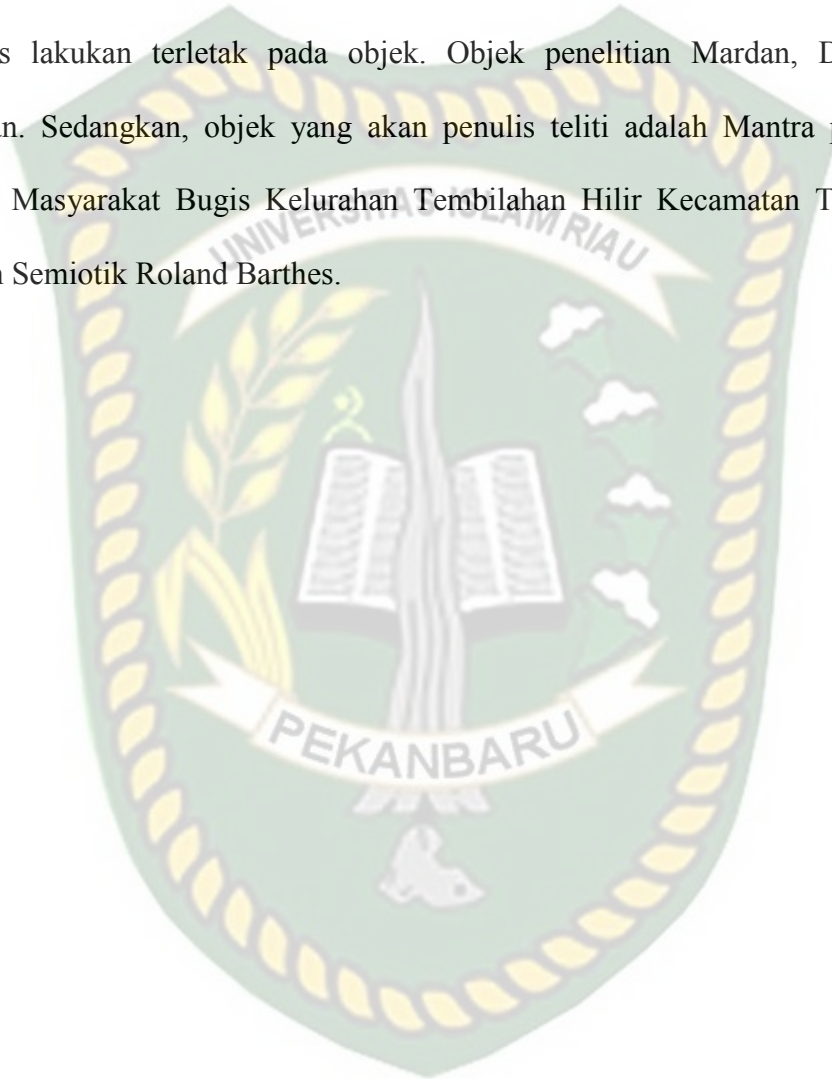 s lakukan terletak pada objek. Objek penelitian Mardan, D
an. Sedangkan, objek yang akan penulis teliti adalah Mantra p
Masyarakat Bugis Kelurahan Tembilahan Hilir Kecamatan T
n Semiotik Roland Barthes.
UNIVERSITAS ISLAM RIAU
PEKANBARU